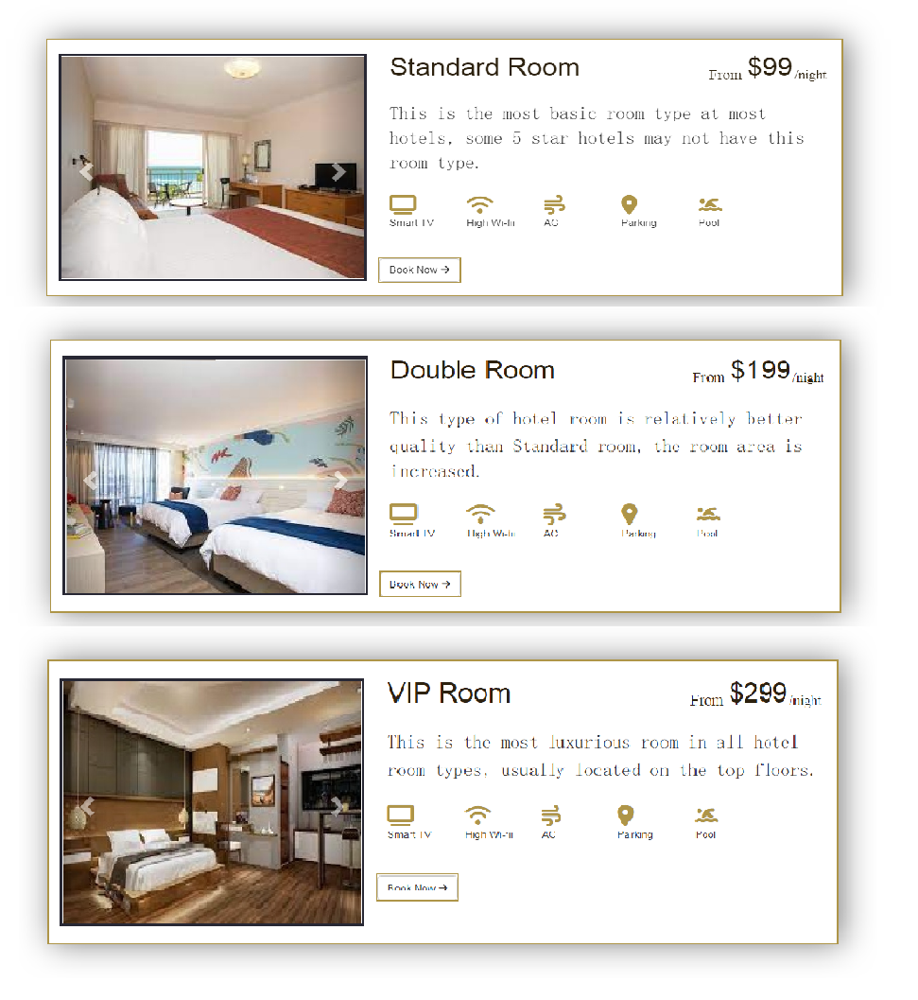 Standard Room
From $99/night
This is the most basic room type at most
hotels, some 5 star hotels may not have this
room type.
Smart TV High Wi-fii AC Parking Pool
Book Now →
Double Room
From $199/night
This type of hotel room is relatively better
quality than Standard room, the room area is
increased.
Smart TV High Wi-fii AC Parking Pool
Book Now →
VIP Room
From $299/night
This is the most luxurious room in all hotel
room types, usually located on the top floors.
Smart TV High Wi-fii AC Parking Pool
Book Now →